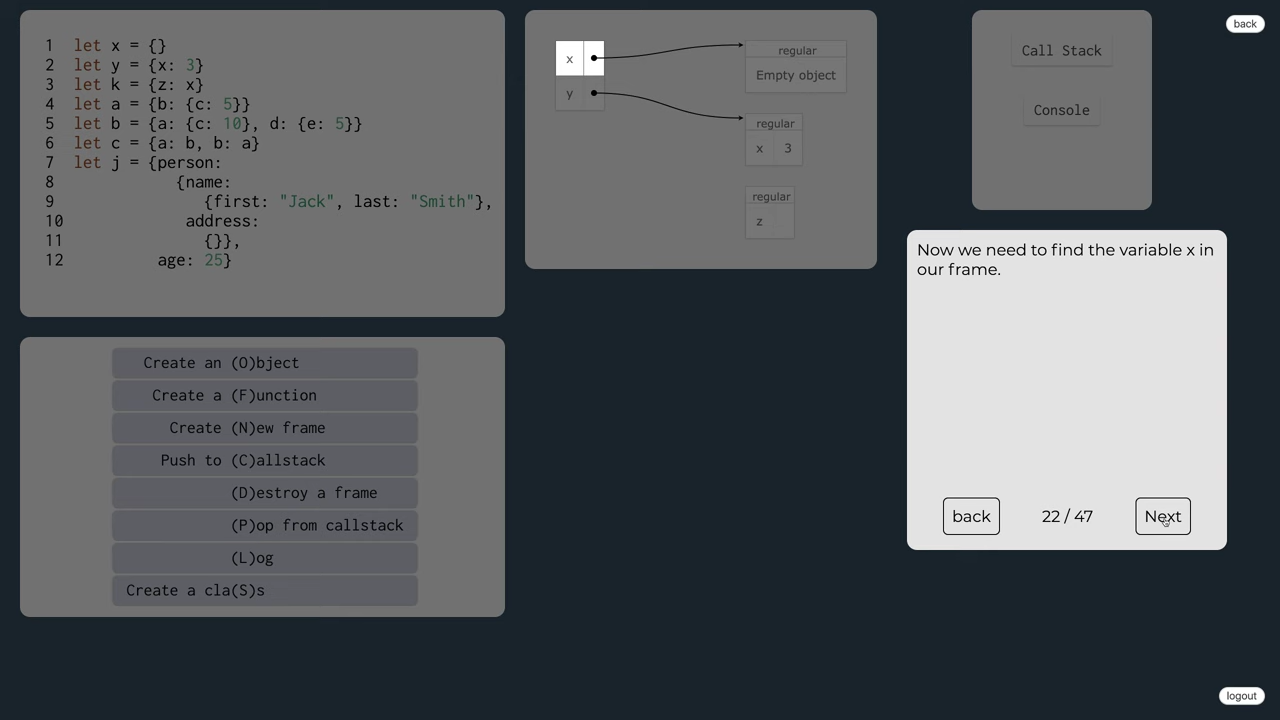 1 let x = {}
2 let y = {x: 3}
3 let k = {z: x}
4 let a = {b: {c: 5}}
5 let b = {a: {c: 10}, d: {e: 5}}
6 let c = {a: b, b: a}
7 let j = {person:
8 {name:
9 {first: "Jack", last: "Smith"},
10 address:
11 {}},
12 age: 25}
Create an (O)bject
Create a (F)unction
Create (N)ew frame
Push to (C)allstack
(D)estroy a frame
(P)op from callstack
(L)og
Create a cla(S)s
x
y
regular
Empty object
regular
x 3
regular
z
Call Stack
Console
back
Now we need to find the variable x in
our frame.
back 22 / 47 Next
logout